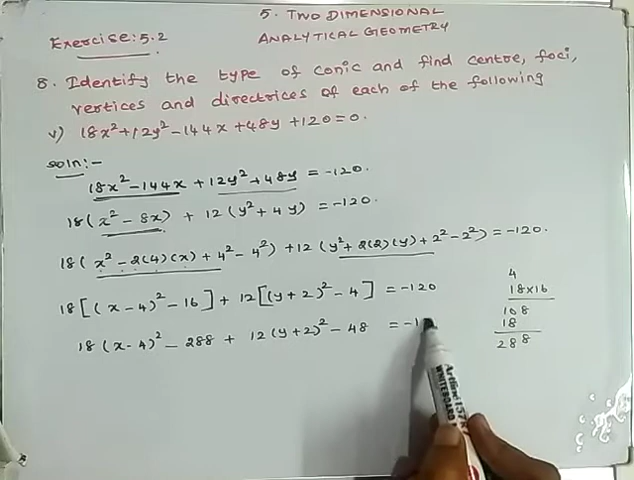 5. TWO DIMENSIONAL
ANALYTICAL GEOMETRY
Exercise: 5.2
8. Identify the type of conic and find centre, foci,
vertices and directrices of each of the following
v) 18x²+12y²-144x+48y+120=0.
soln:-
18x²-144x+12y²+48y=-120.
18(x²-8x)+12(y²+4y)=-120.
18(x²-2(4)(x)+4²-4²)+12(y²+2(2)(y)+2²-2²)=-120.
18[(x-4)²-16]+12[(y+2)²-4]=-120
18(x-4)²-288+12(y+2)²-48=-1
4
18x16
108
18
288
Artline 157R
WHITEBOARD